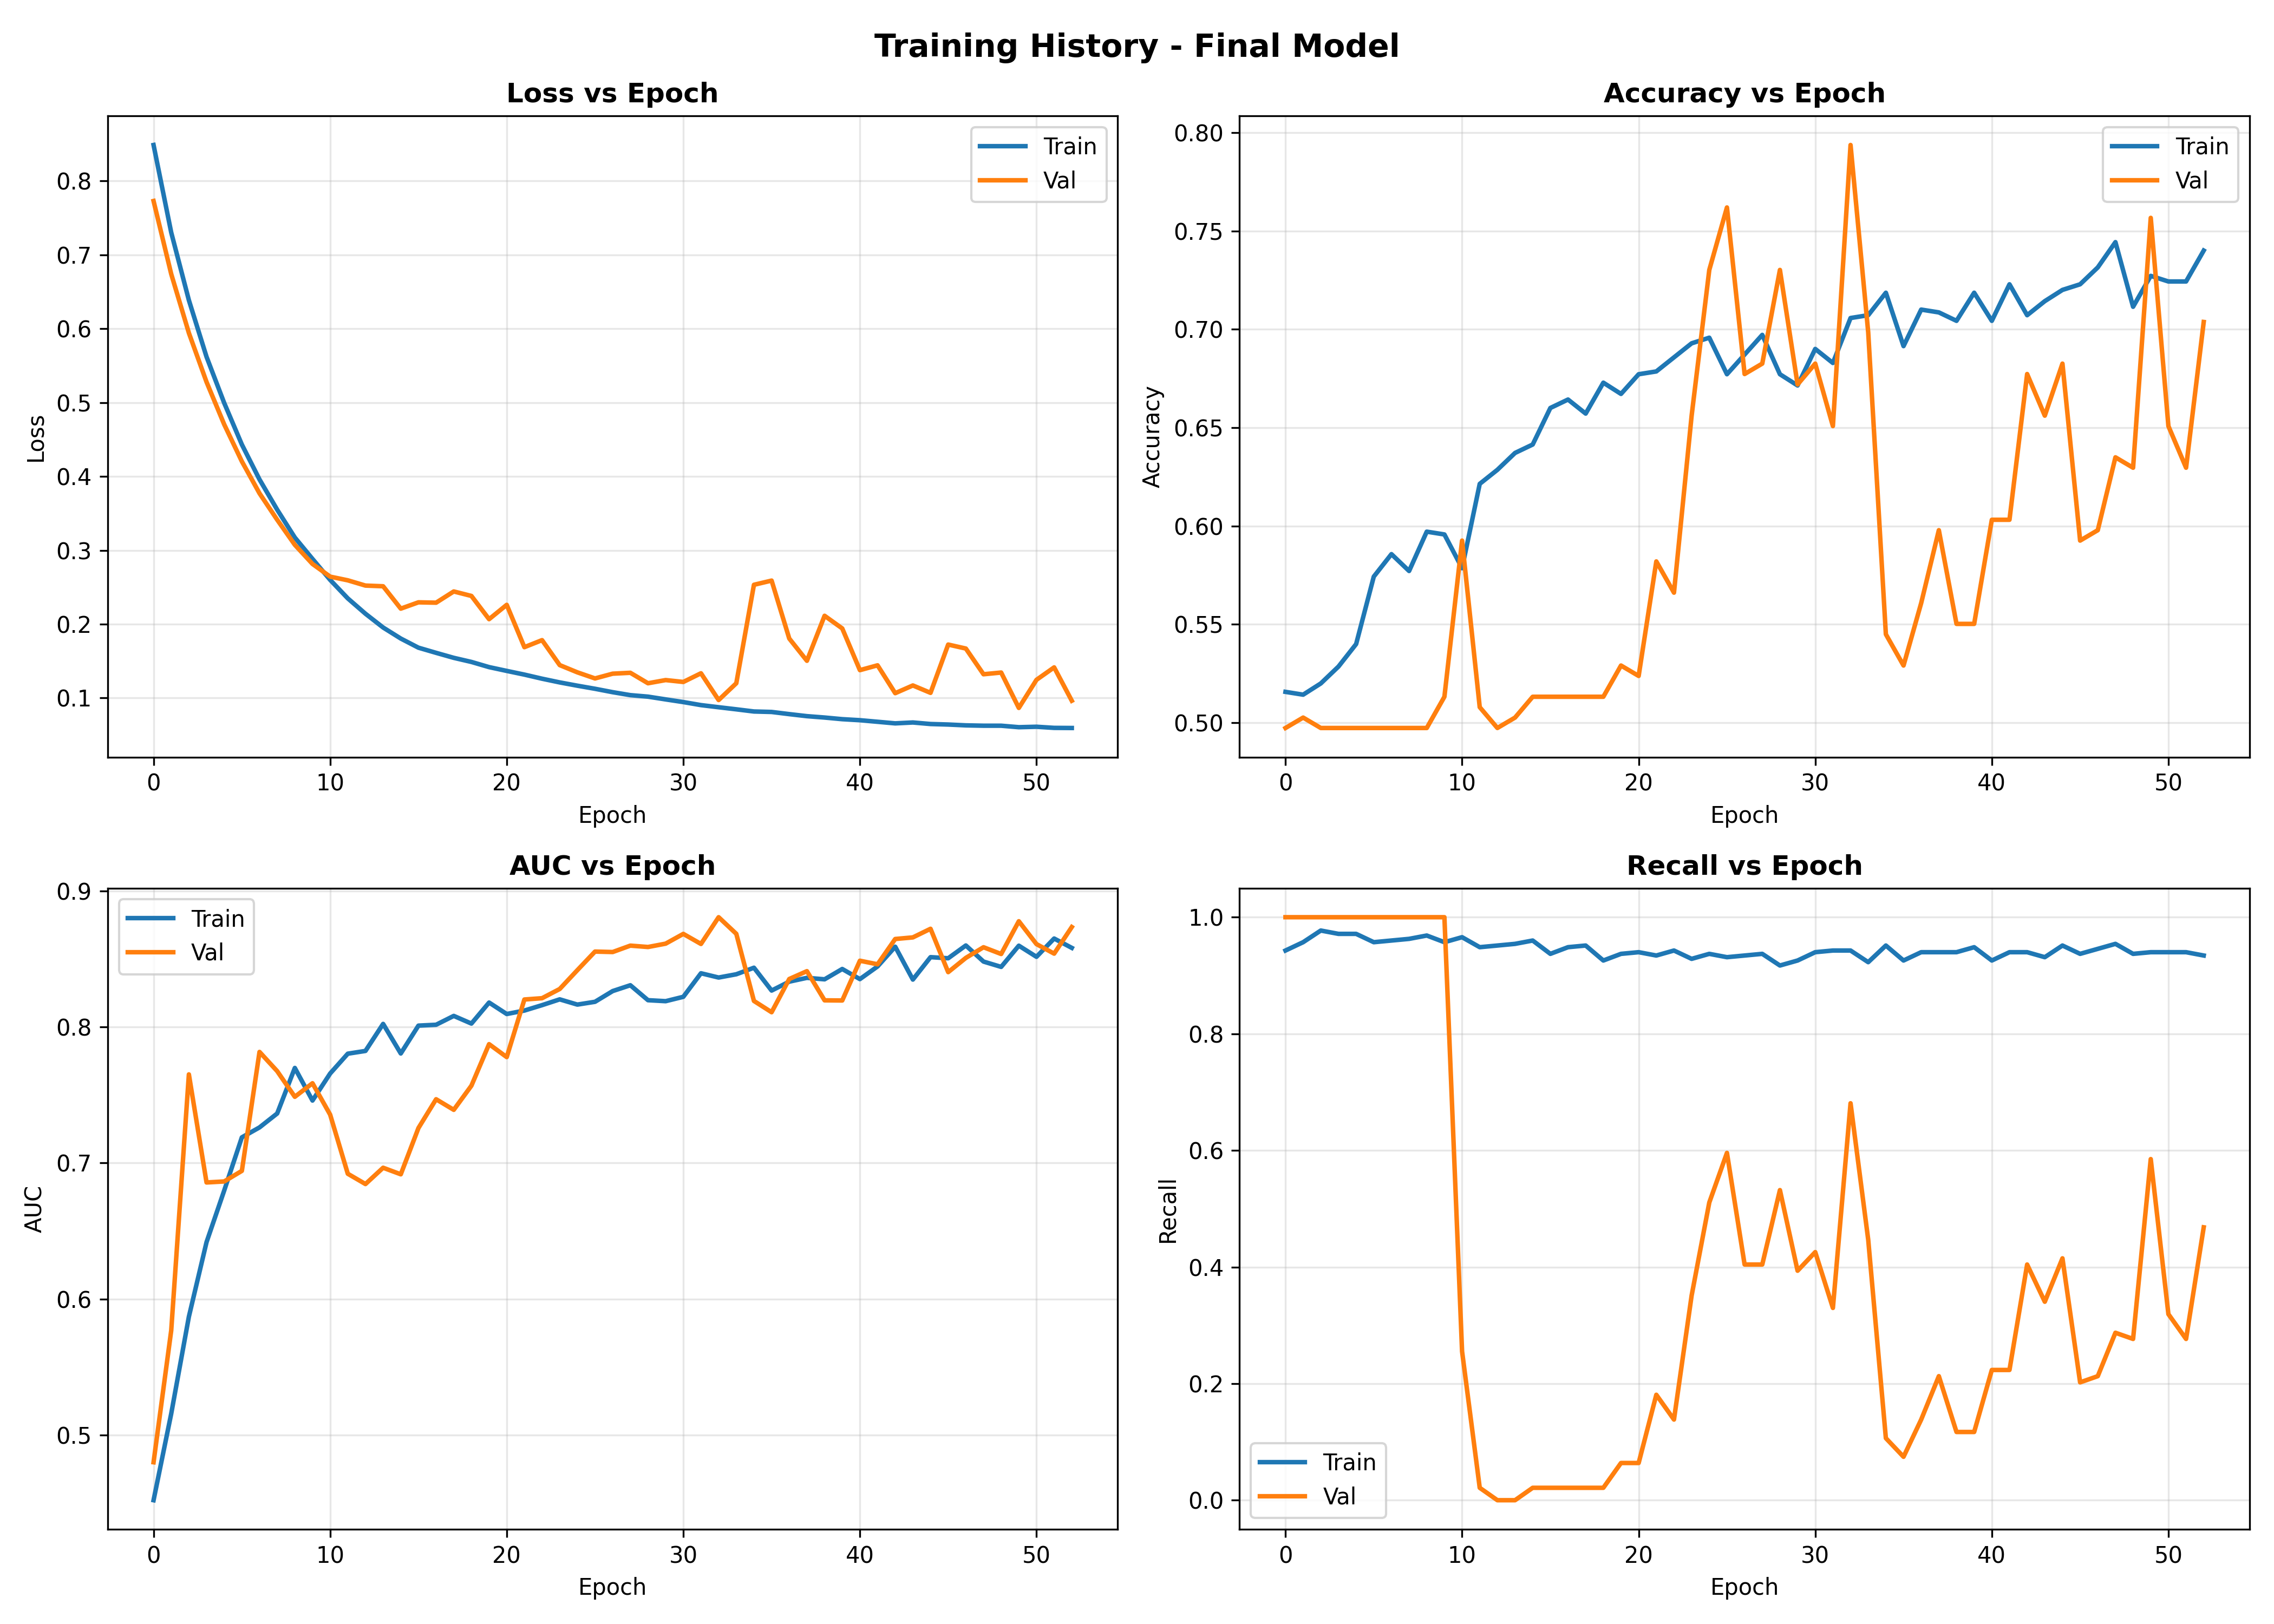 Training History - Final Model
Loss vs Epoch
Loss
0.8
0.7
0.6
0.5
0.4
0.3
0.2
0.1
0 10 20 30 40 50
Epoch
Train
Val
Accuracy vs Epoch
Accuracy
0.80
0.75
0.70
0.65
0.60
0.55
0.50
0 10 20 30 40 50
Epoch
Train
Val
AUC vs Epoch
AUC
0.9
0.8
0.7
0.6
0.5
0 10 20 30 40 50
Epoch
Train
Val
Recall vs Epoch
Recall
1.0
0.8
0.6
0.4
0.2
0.0
0 10 20 30 40 50
Epoch
Train
Val